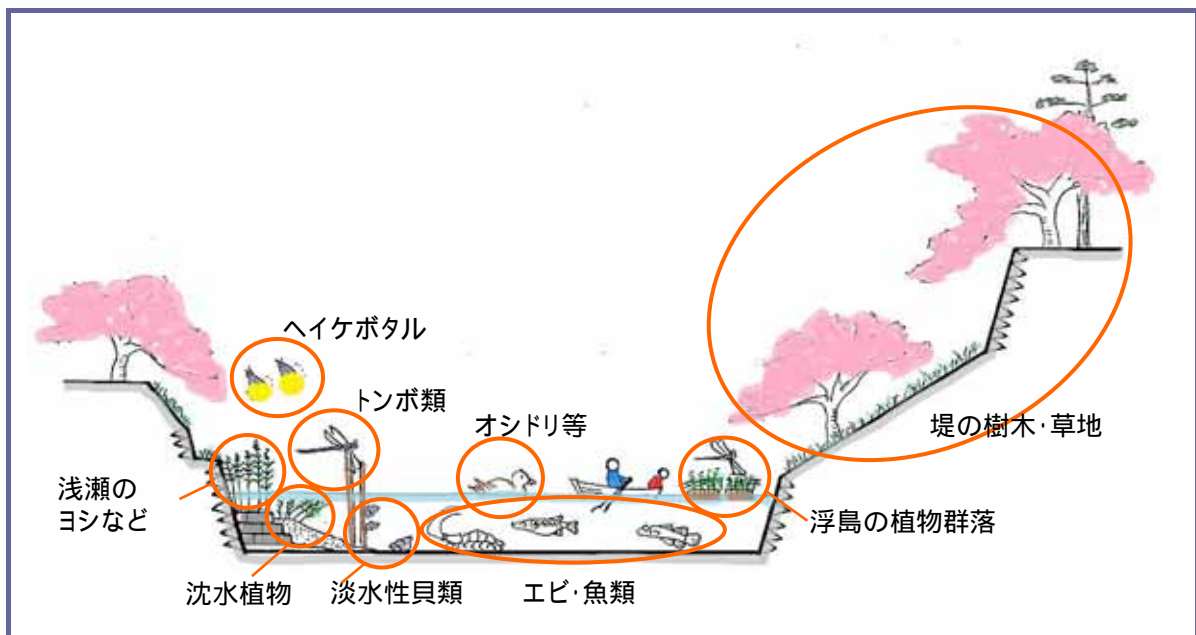 ヘイケボタル
トンボ類
オシドリ等
堤の樹木・草地
浅瀬の
ヨシなど
浮島の植物群落
沈水植物
淡水性貝類
エビ・魚類